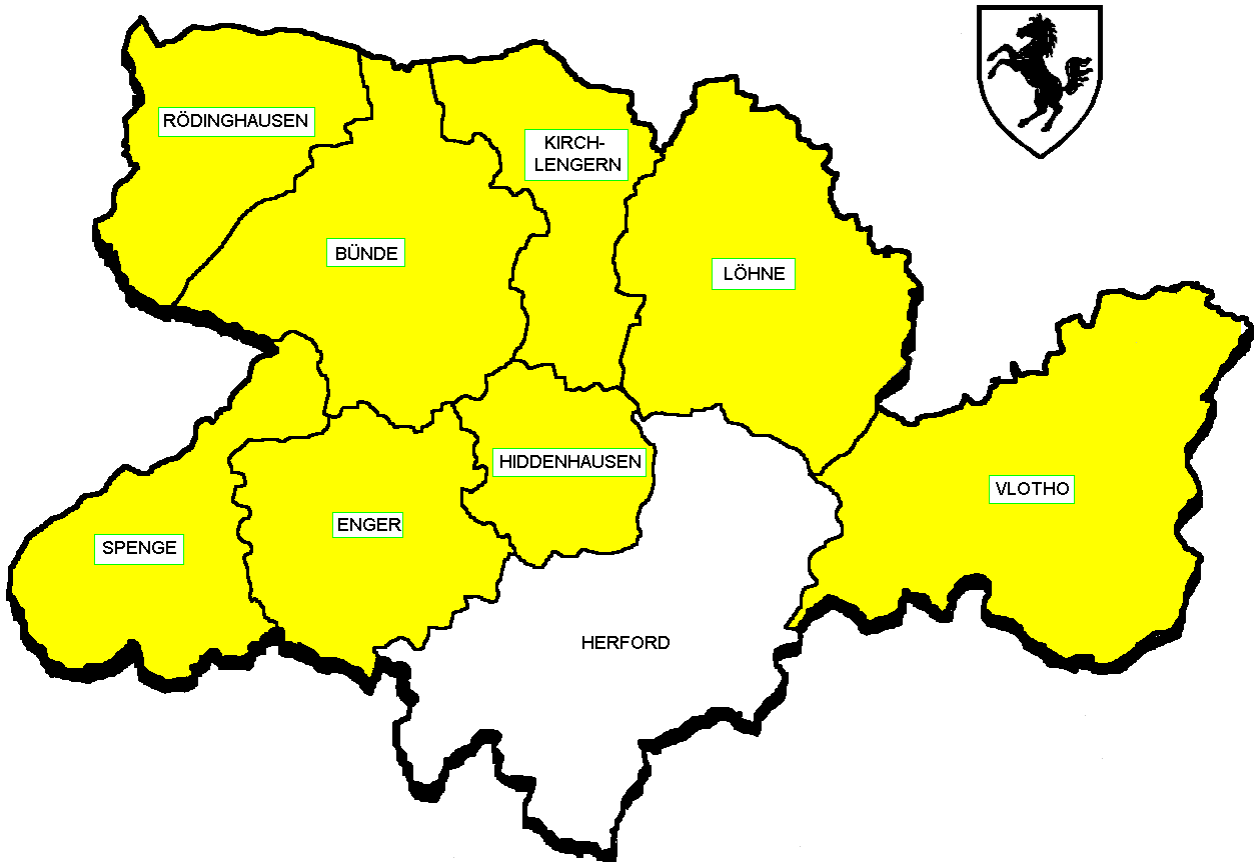 RÖDINGHAUSEN
KIRCH-
LENGERN
BÜNDE
LÖHNE
HIDDENHAUSEN
VLOTHO
ENGER
SPENGE
HERFORD